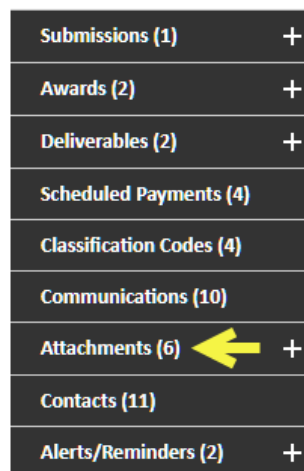 Submissions (1) +
Awards (2) +
Deliverables (2) +
Scheduled Payments (4)
Classification Codes (4)
Communications (10)
Attachments (6) +
Contacts (11)
Alerts/Reminders (2) +